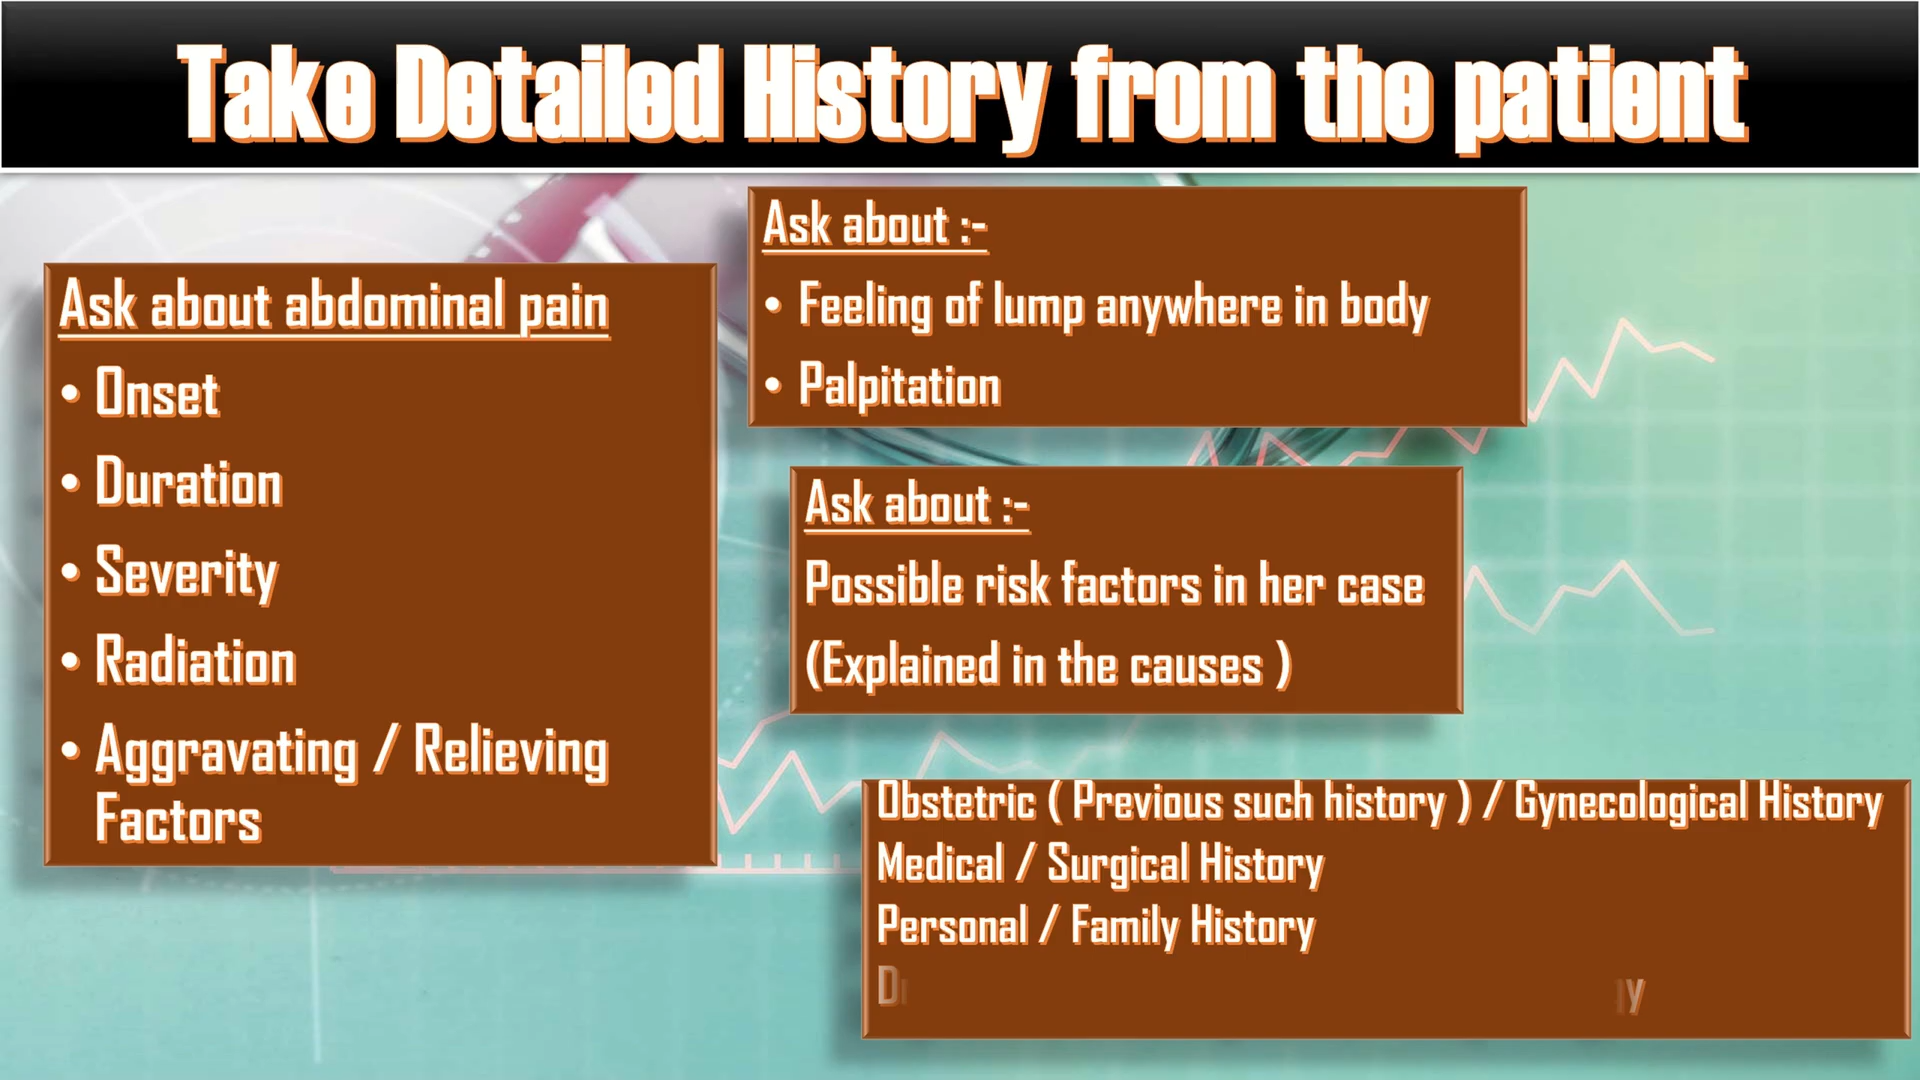 Take Detailed History from the patient
Ask about abdominal pain
• Onset
• Duration
• Severity
• Radiation
• Aggravating / Relieving
Factors
Ask about :-
• Feeling of lump anywhere in body
• Palpitation
Ask about :-
Possible risk factors in her case
(Explained in the causes )
Obstetric ( Previous such history ) / Gynecological History
Medical / Surgical History
Personal / Family History